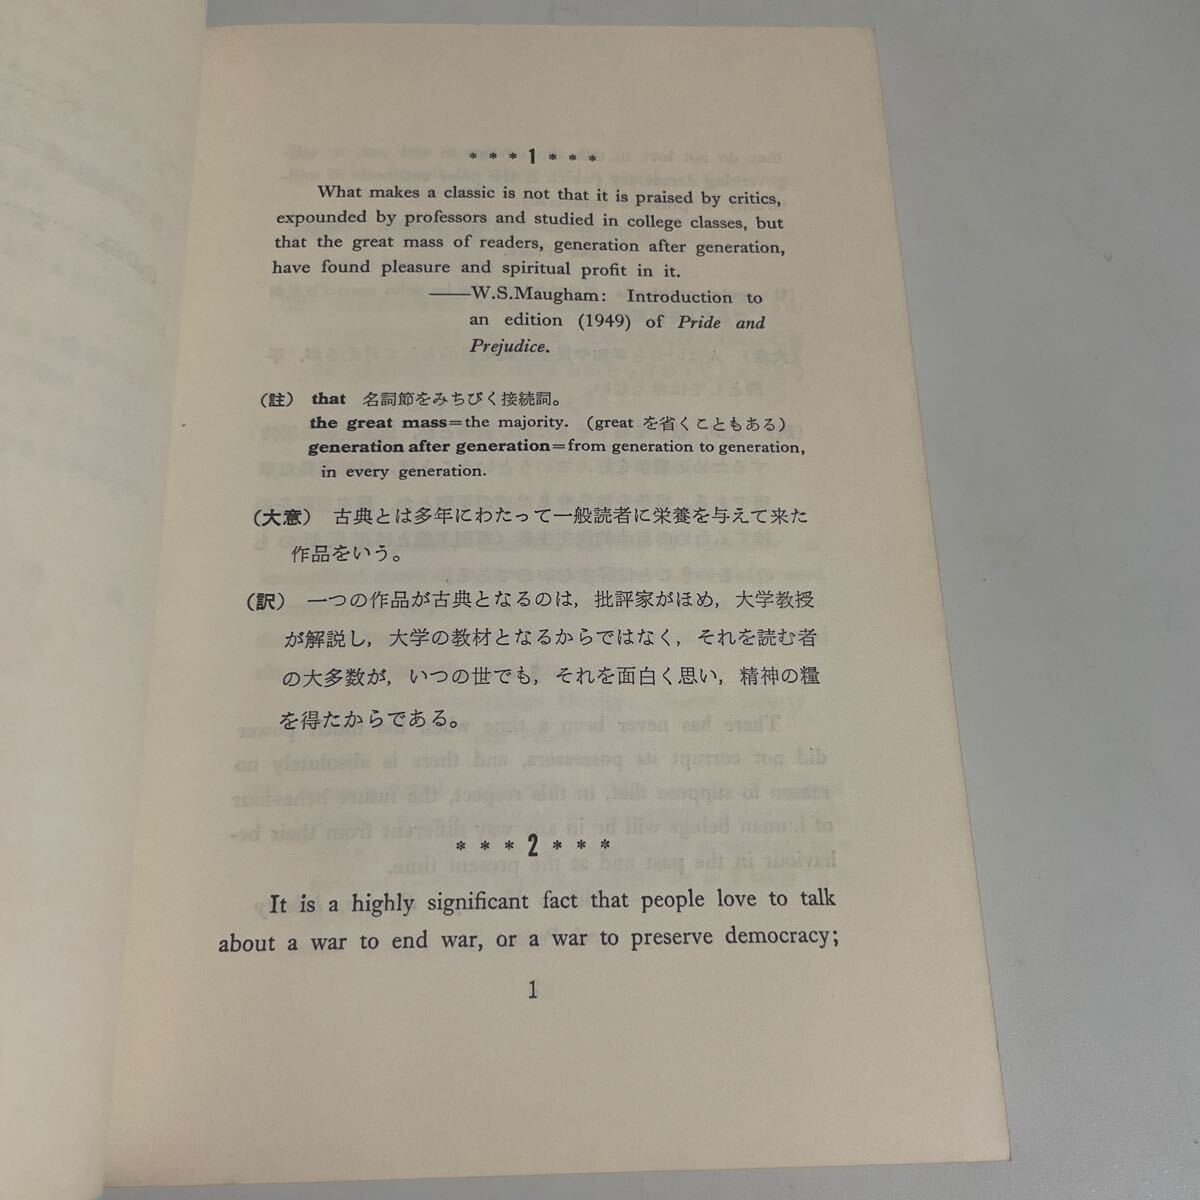 * * * 1 * * *
What makes a classic is not that it is praised by critics,
expounded by professors and studied in college classes, but
that the great mass of readers, generation after generation,
have found pleasure and spiritual profit in it.
——W.S.Maugham: Introduction to
an edition (1949) of Pride and
Prejudice.
(註) that 名詞節をみちびく接続詞。
the great mass=the majority. (great を省くこともある)
generation after generation=from generation to generation,
in every generation.
(大意) 古典とは多年にわたって一般読者に栄養を与えて来た
作品をいう。
(訳) 一つの作品が古典となるのは, 批評家がほめ, 大学教授
が解説し, 大学の教材となるからではなく, それを読む者
の大多数が, いつの世でも, それを面白く思い, 精神の糧
を得たからである。
* * * 2 * * *
It is a highly significant fact that people love to talk
about a war to end war, or a war to preserve democracy;
1